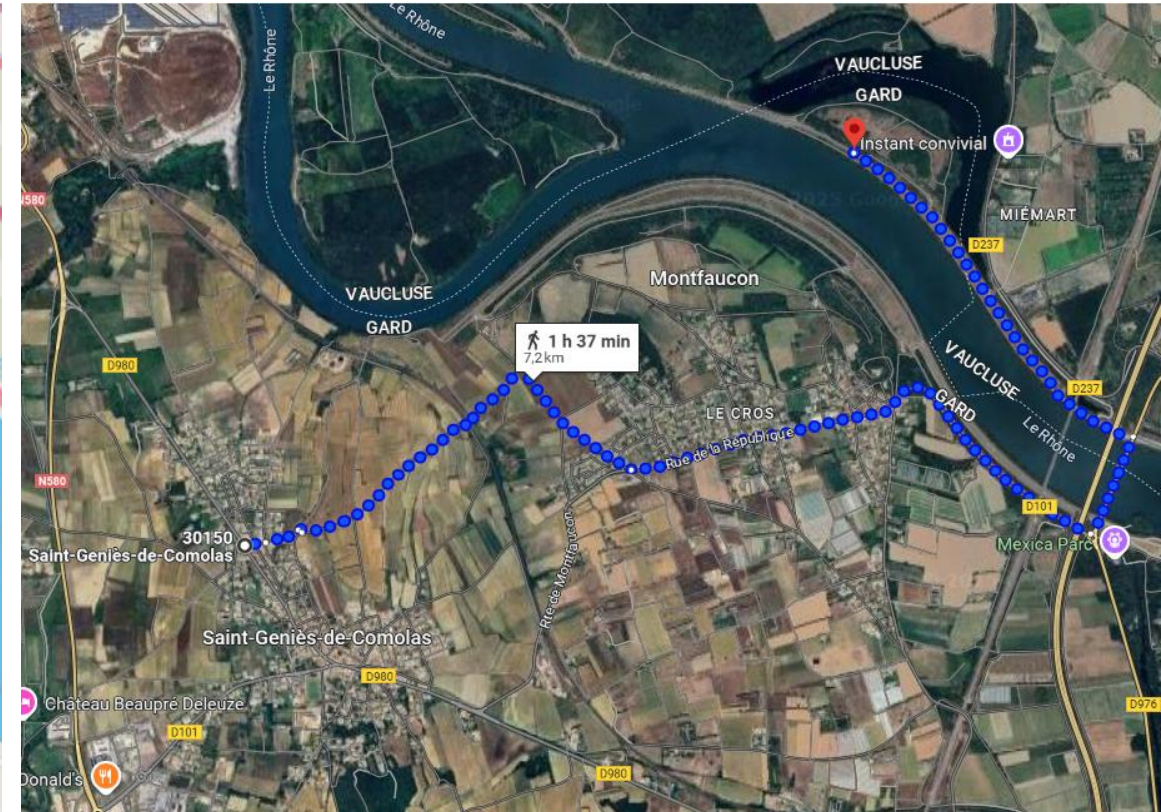 Le Rhône
Le Rhône
VAUCLUSE
GARD
Instant convivial
MIÉMART
N580
D237
Montfaucon
VAUCLUSE
GARD
1 h 37 min
7,2 km
D980
VAUCLUSE
GARD
D237
LE CROS
Le Rhône
Rue de la République
N580
D101
Mexica Parc
30150
Saint-Geniès-de-Comolas
Rte de Montfaucon
Saint-Geniès-de-Comolas
D980
Château Beaupré Deleuze
D976
D101
D980
Donald's